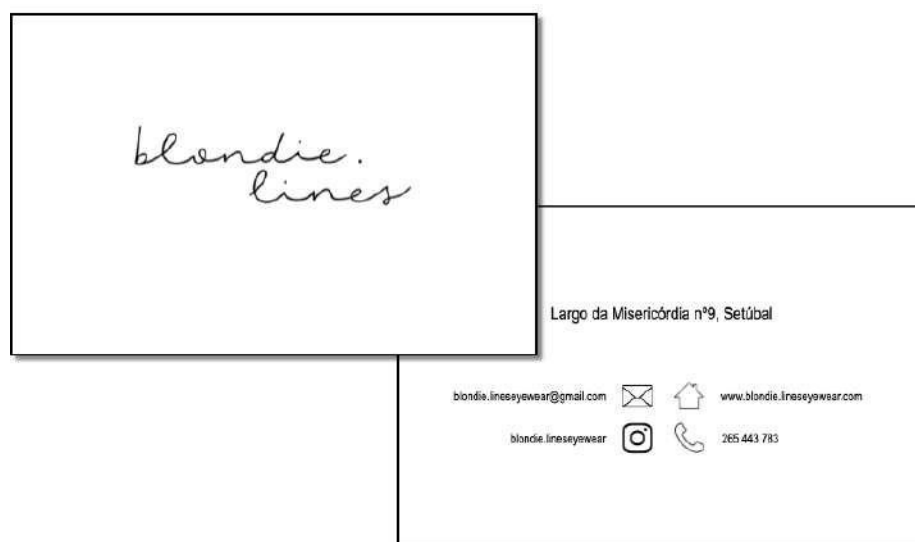 blondie.
lines
Largo da Misericórdia nº9, Setúbal
blondie.lineseyewear@gmail.com
www.blondie.lineseyewear.com
blondie.lineseyewear
265 443 783